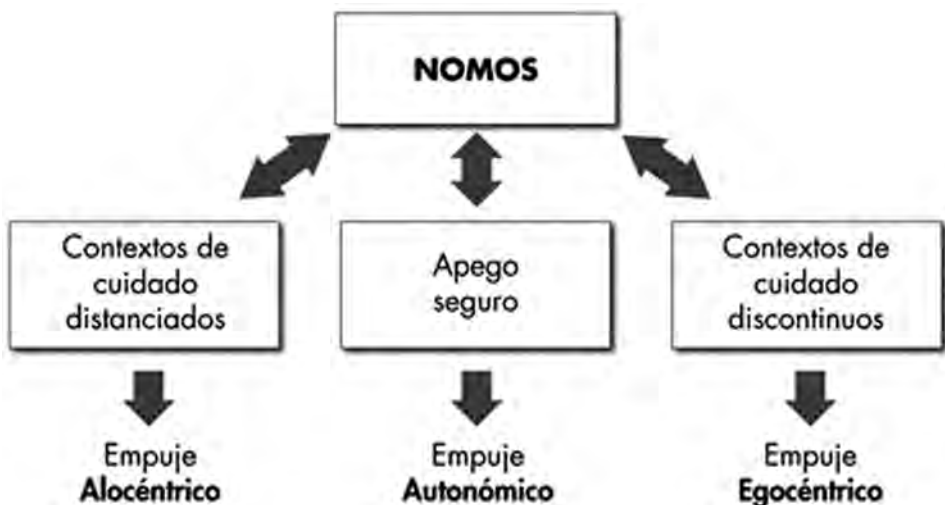 NOMOS
Contextos de
cuidado
distanciados
Apego
seguro
Contextos de
cuidado
discontinuos
Empuje
Alocéntrico
Empuje
Autonómico
Empuje
Egocéntrico